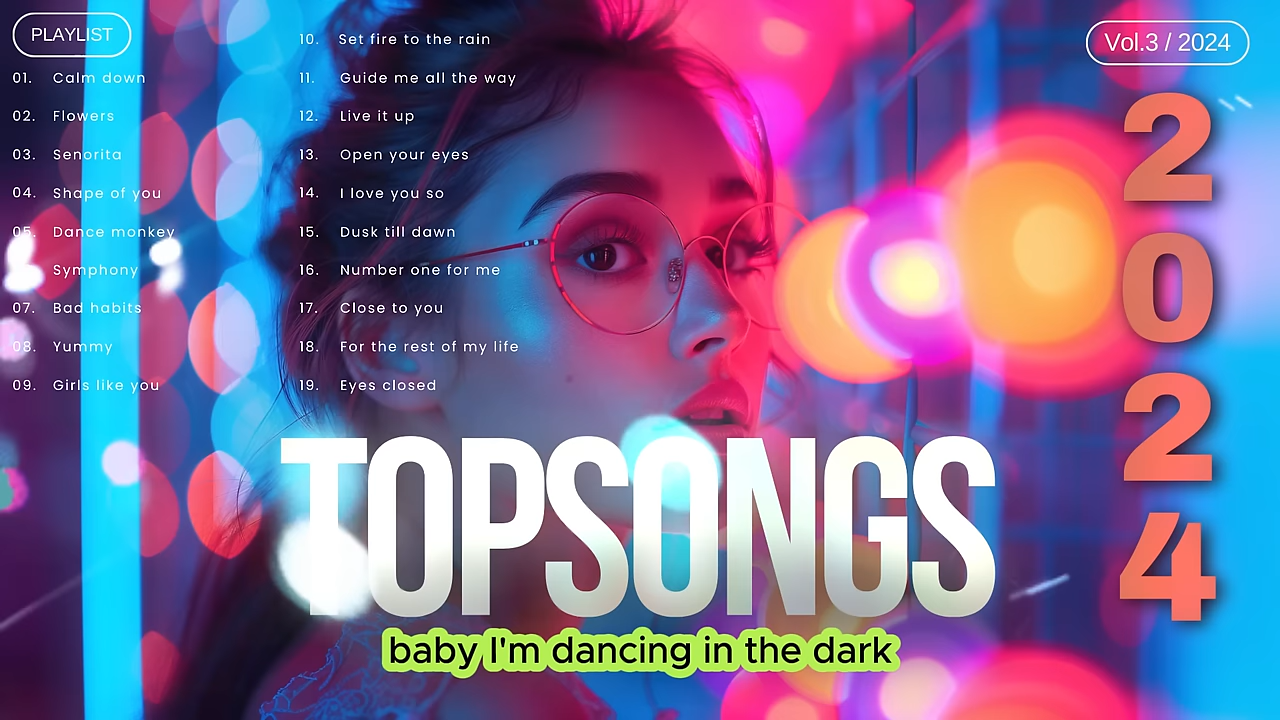 PLAYLIST
01. Calm down
02. Flowers
03. Senorita
04. Shape of you
05. Dance monkey
Symphony
07. Bad habits
08. Yummy
09. Girls like you
10. Set fire to the rain
11. Guide me all the way
12. Live it up
13. Open your eyes
14. I love you so
15. Dusk till dawn
16. Number one for me
17. Close to you
18. For the rest of my life
19. Eyes closed
Vol.3 / 2024
2024
TOPSONGS
baby I'm dancing in the dark